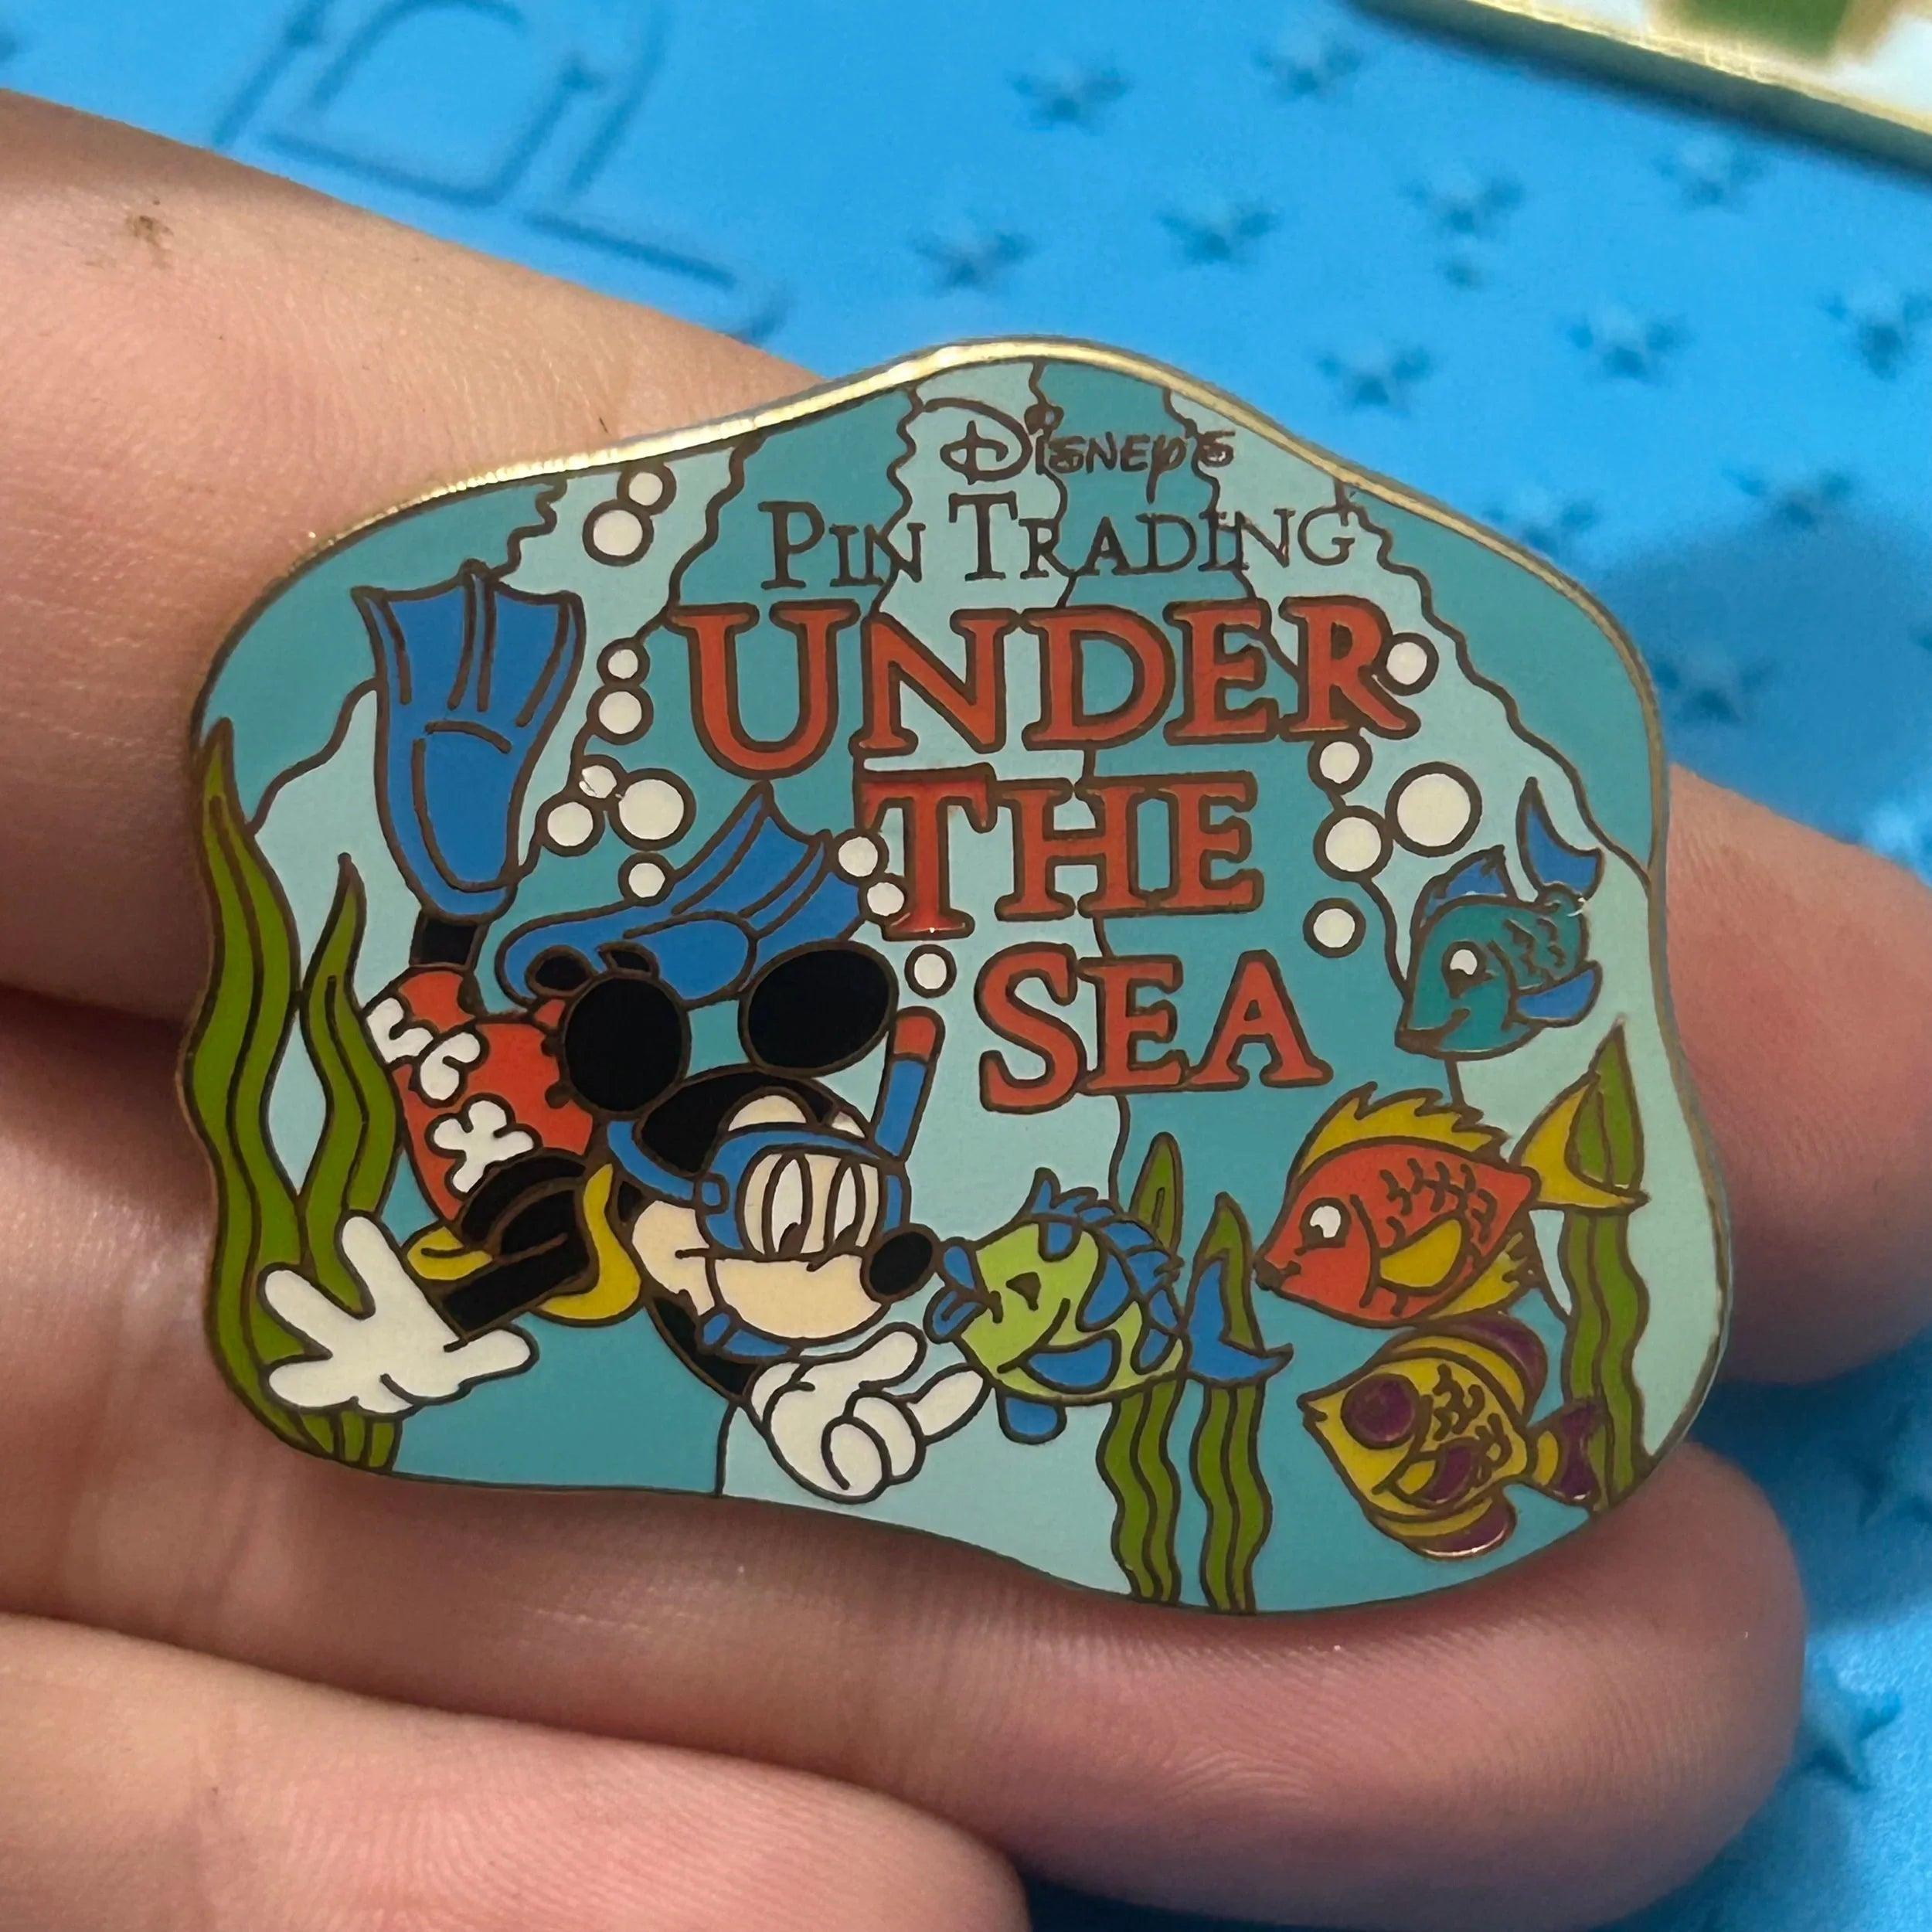 Disney's
Pin Trading
Under
The
Sea